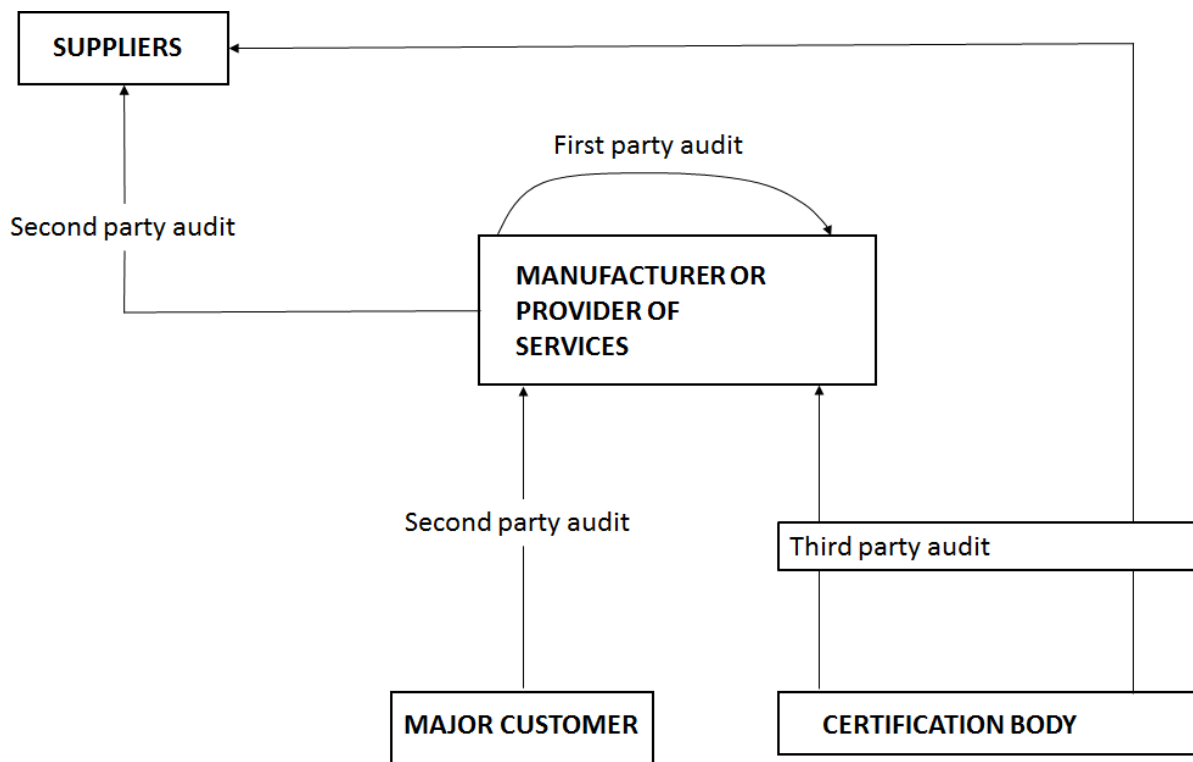 SUPPLIERS
First party audit
Second party audit
MANUFACTURER OR
PROVIDER OF
SERVICES
Second party audit
Third party audit
MAJOR CUSTOMER
CERTIFICATION BODY